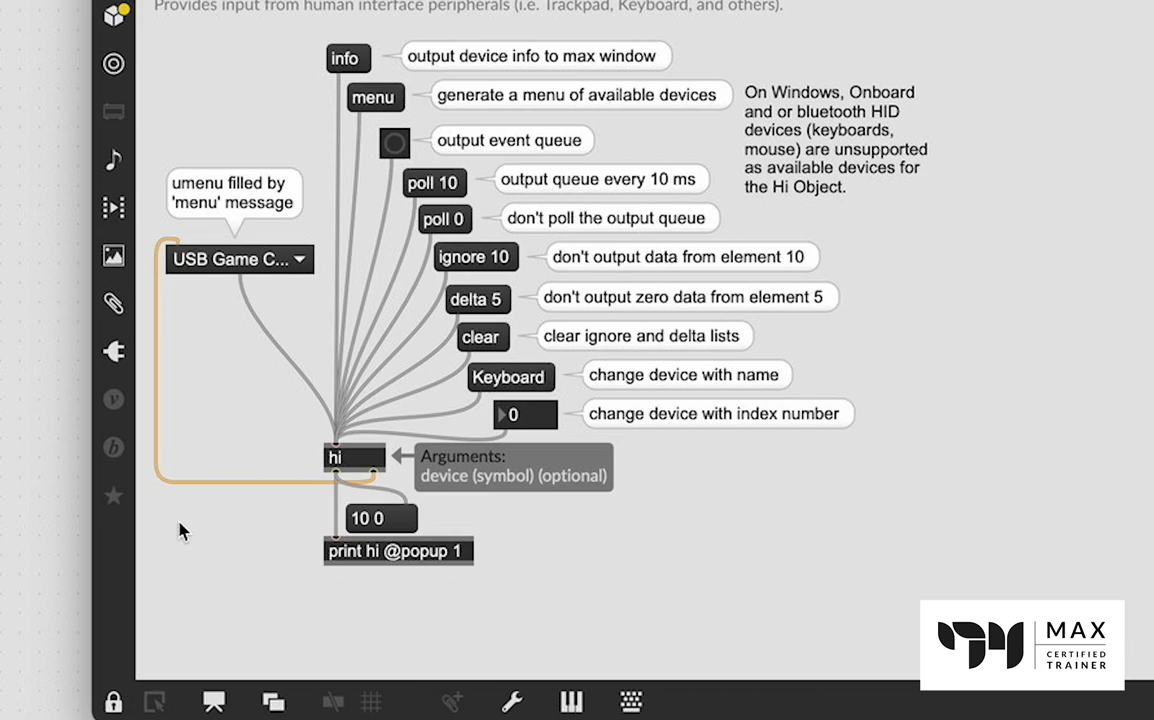 Provides input from human interface peripherals (i.e. Trackpad, Keyboard, and others).
info
output device info to max window
menu
generate a menu of available devices
On Windows, Onboard
and or bluetooth HID
devices (keyboards,
mouse) are unsupported
as available devices for
the Hi Object.
output event queue
umenu filled by
'menu' message
poll 10
output queue every 10 ms
poll 0
don't poll the output queue
USB Game C...
ignore 10
don't output data from element 10
delta 5
don't output zero data from element 5
clear
clear ignore and delta lists
Keyboard
change device with name
0
change device with index number
hi
Arguments:
device (symbol) (optional)
10 0
print hi @popup 1
MAX
CERTIFIED
TRAINER
v
b